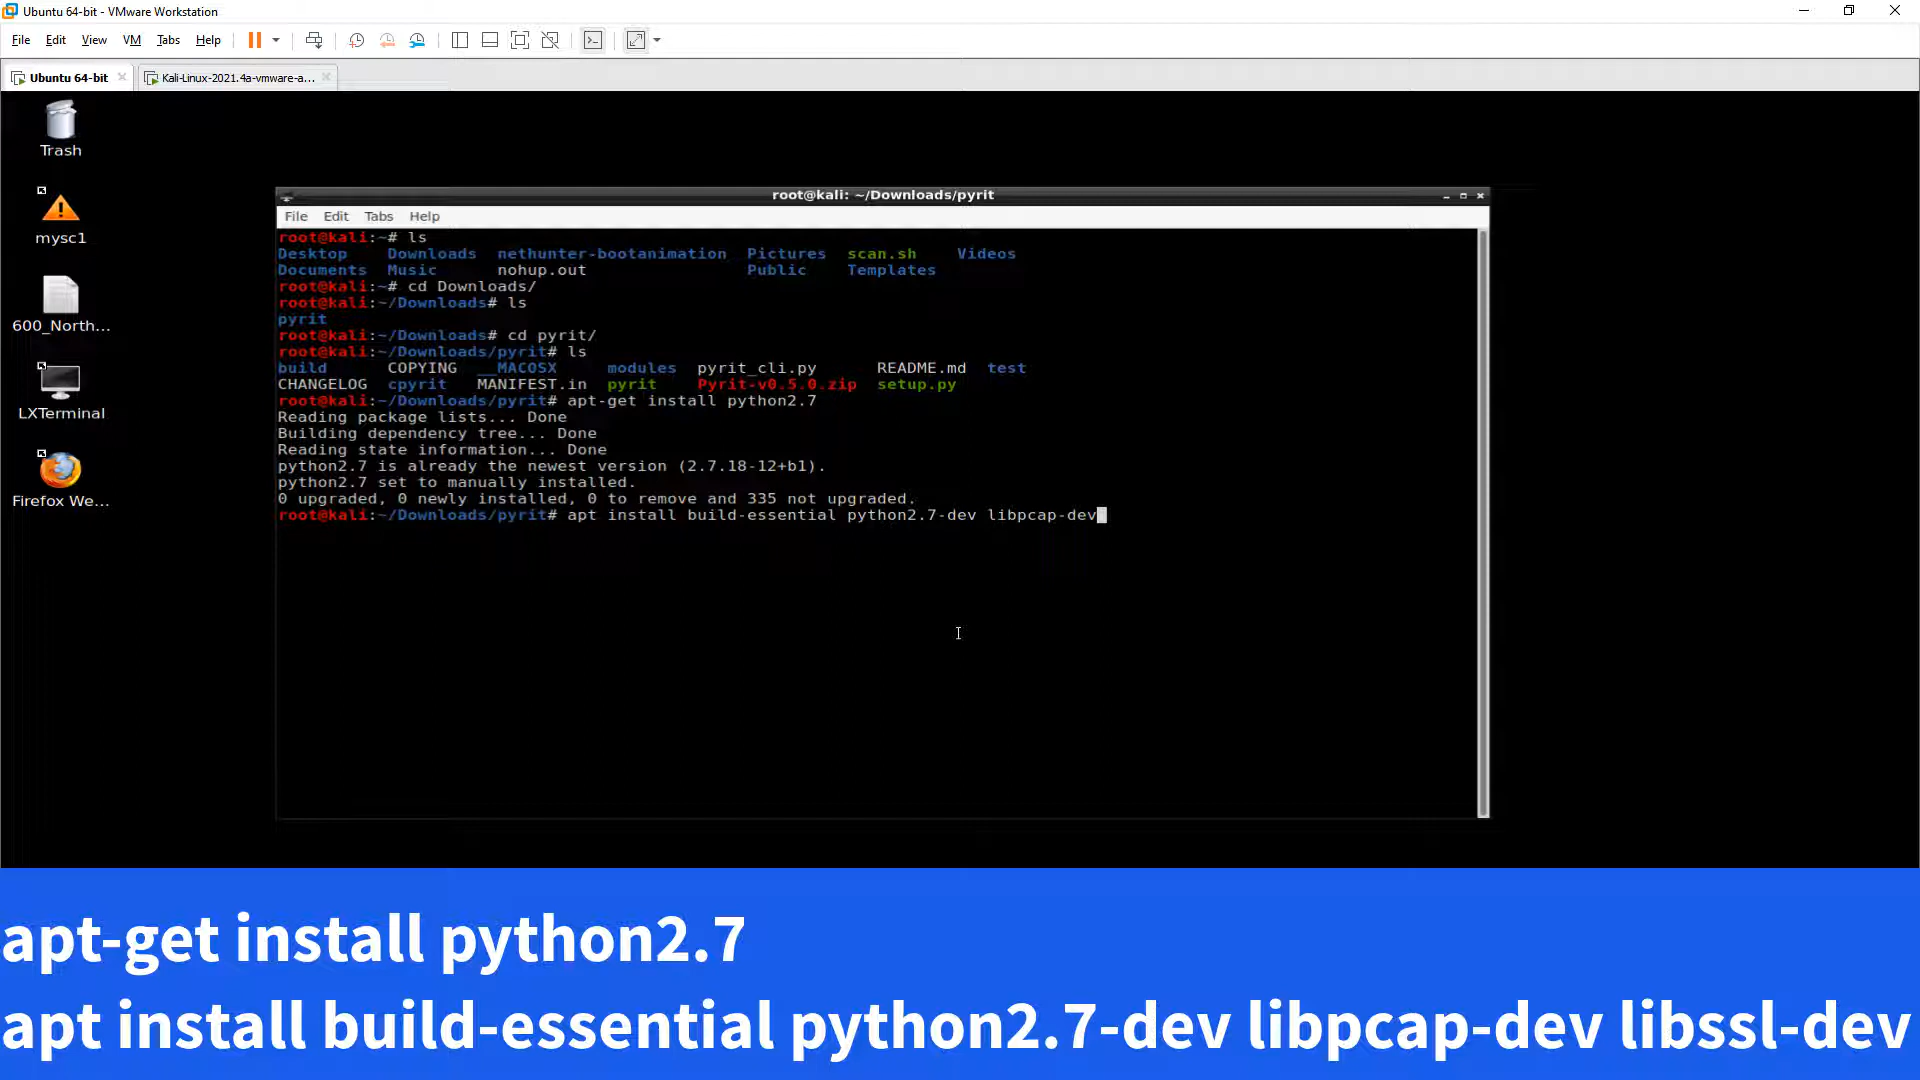 Ubuntu 64-bit - VMware Workstation
File Edit View VM Tabs Help
Ubuntu 64-bit
Kali-Linux-2021.4a-vmware-a...
Trash
mysc1
600_North...
LXTerminal
Firefox We...
root@kali: ~/Downloads/pyrit
File Edit Tabs Help
root@kali:~# ls
Desktop Downloads nethunter-bootanimation Pictures scan.sh Videos
Documents Music nohup.out Public Templates
root@kali:~# cd Downloads/
root@kali:~/Downloads# ls
pyrit
root@kali:~/Downloads# cd pyrit/
root@kali:~/Downloads/pyrit# ls
build COPYING __MACOSX modules pyrit_cli.py README.md test
CHANGELOG cpyrit MANIFEST.in pyrit Pyrit-v0.5.0.zip setup.py
root@kali:~/Downloads/pyrit# apt-get install python2.7
Reading package lists... Done
Building dependency tree... Done
Reading state information... Done
python2.7 is already the newest version (2.7.18-12+b1).
python2.7 set to manually installed.
0 upgraded, 0 newly installed, 0 to remove and 335 not upgraded.
root@kali:~/Downloads/pyrit# apt install build-essential python2.7-dev libpcap-dev
apt-get install python2.7
apt install build-essential python2.7-dev libpcap-dev libssl-dev